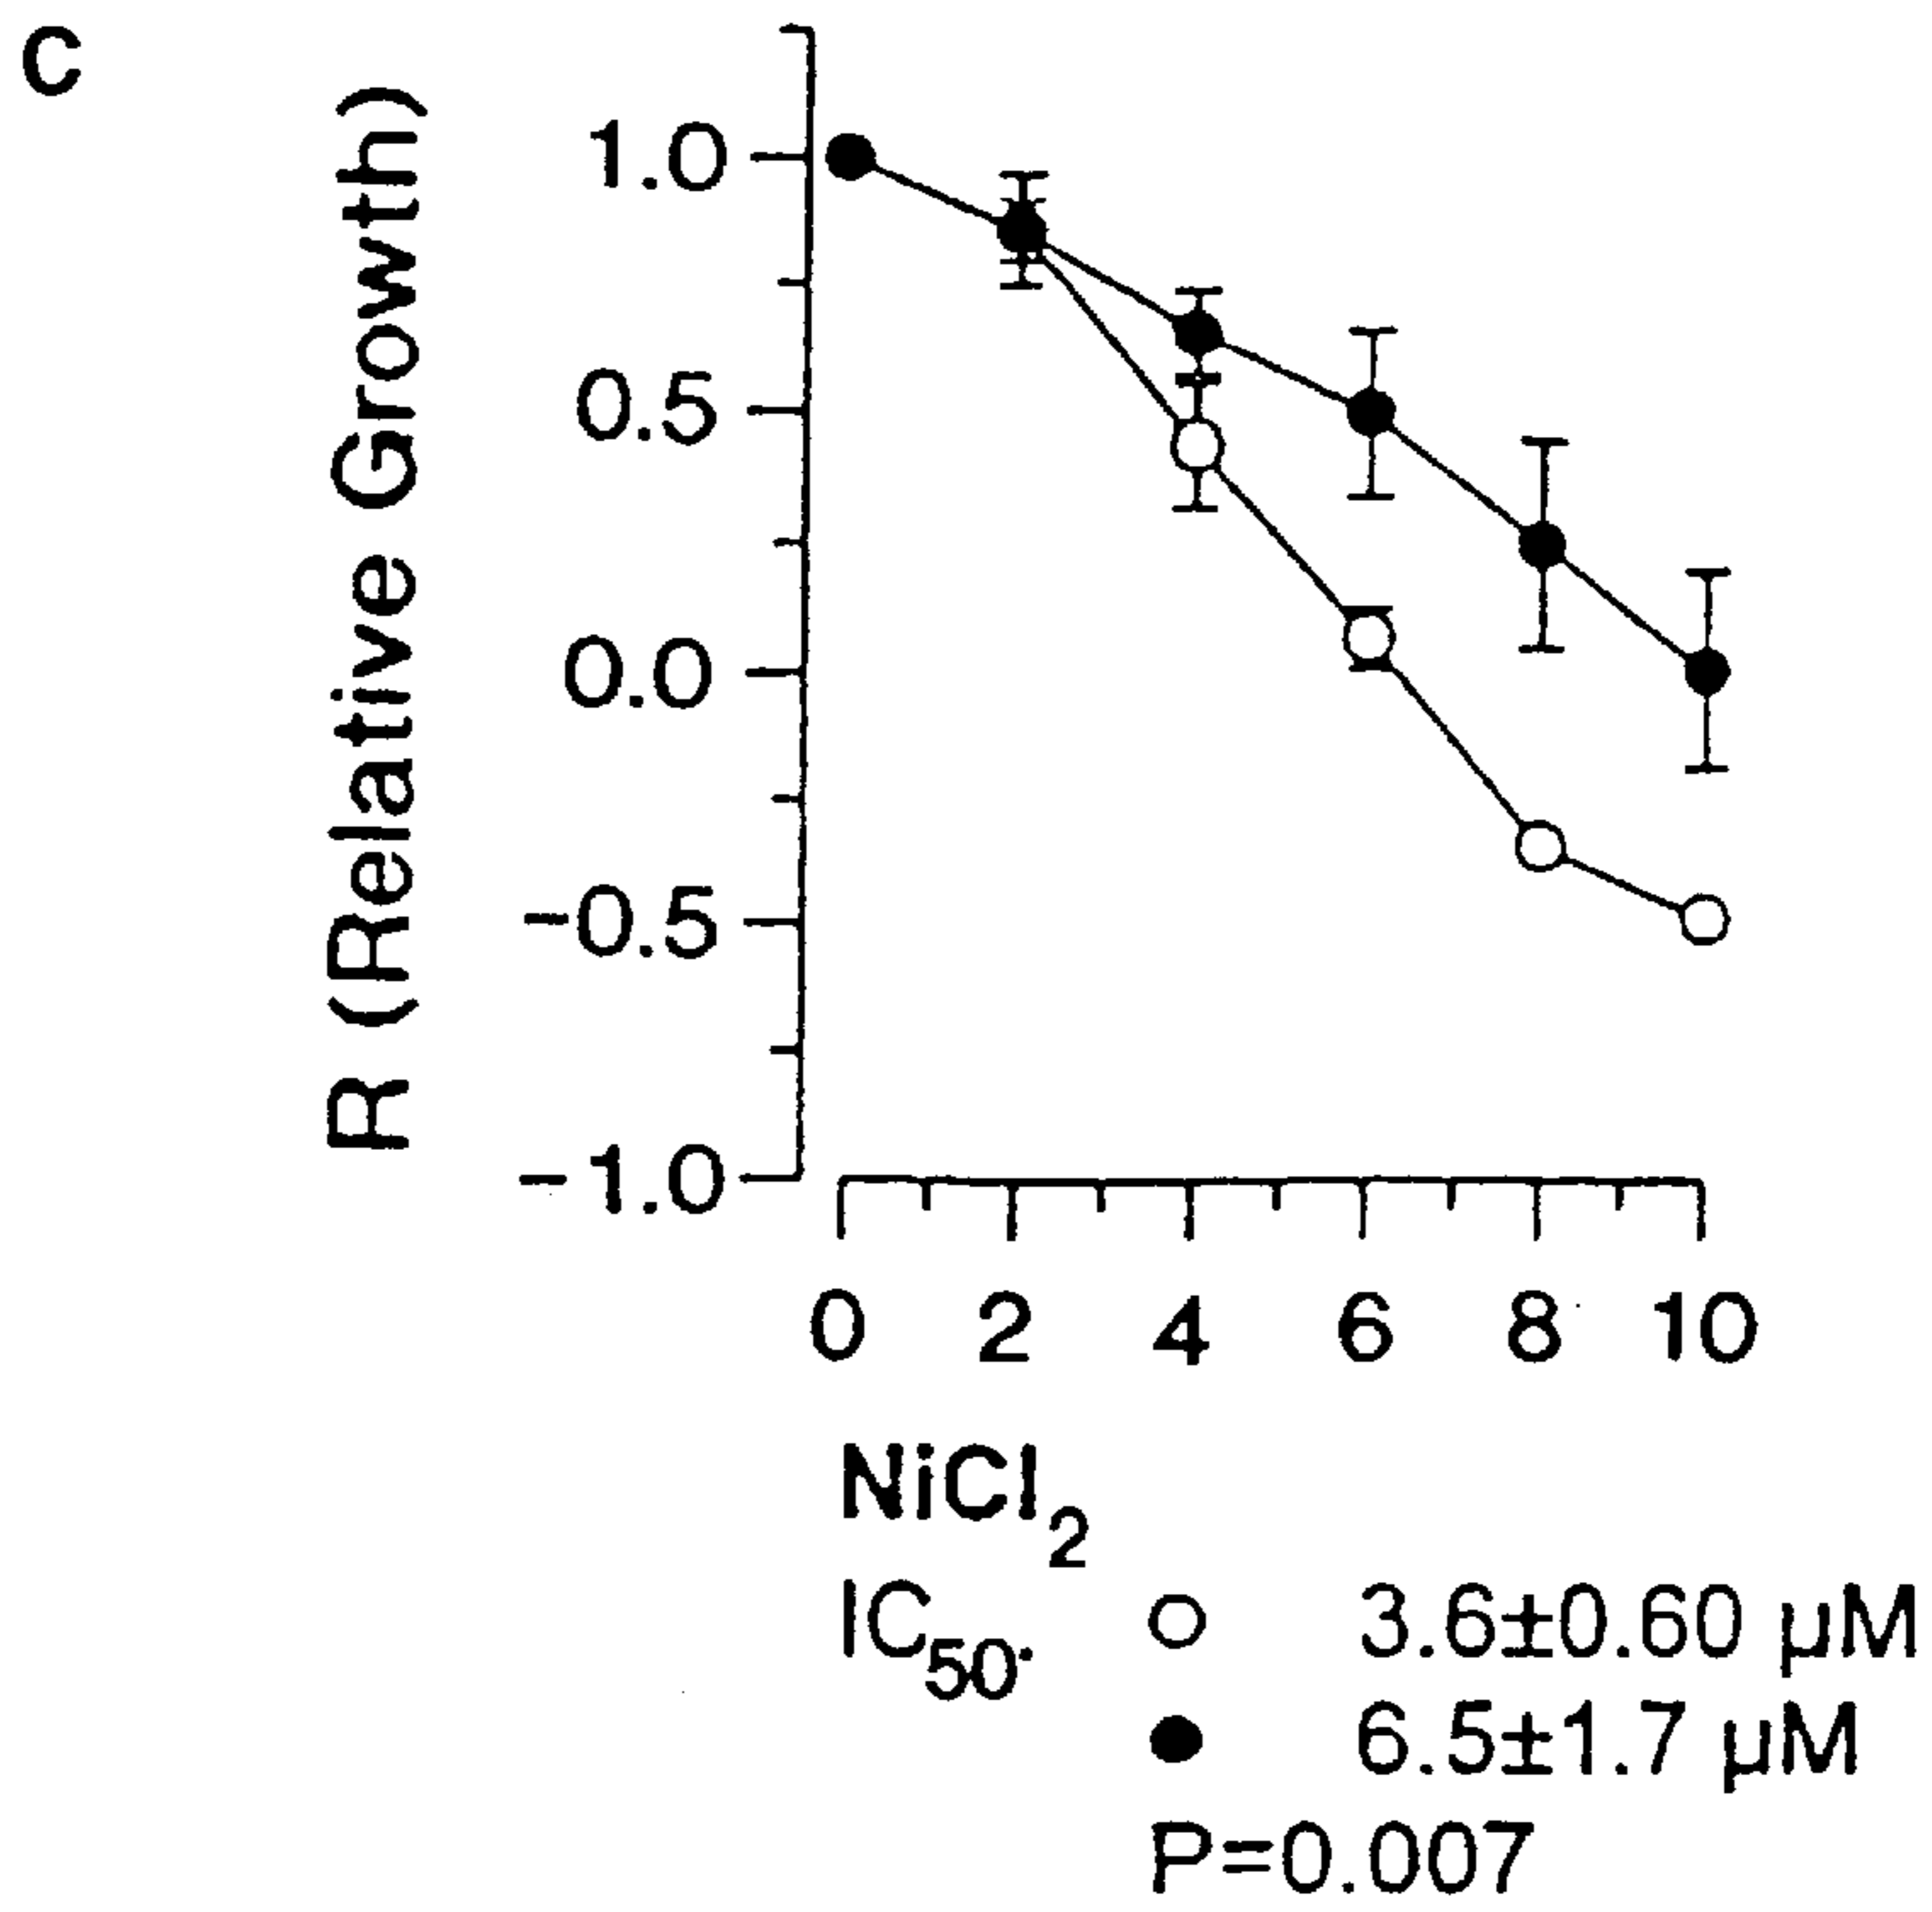 C
R (Relative Growth)
1.0
0.5
0.0
-0.5
-1.0
0 2 4 6 8 10
NiCl2
IC50. ○ 3.6±0.60 µM
● 6.5±1.7 µM
P=0.007